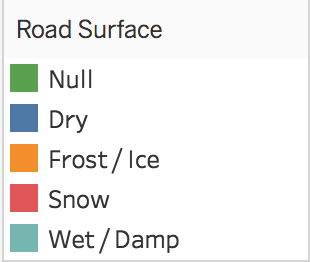 Road Surface
Null
Dry
Frost / Ice
Snow
Wet / Damp